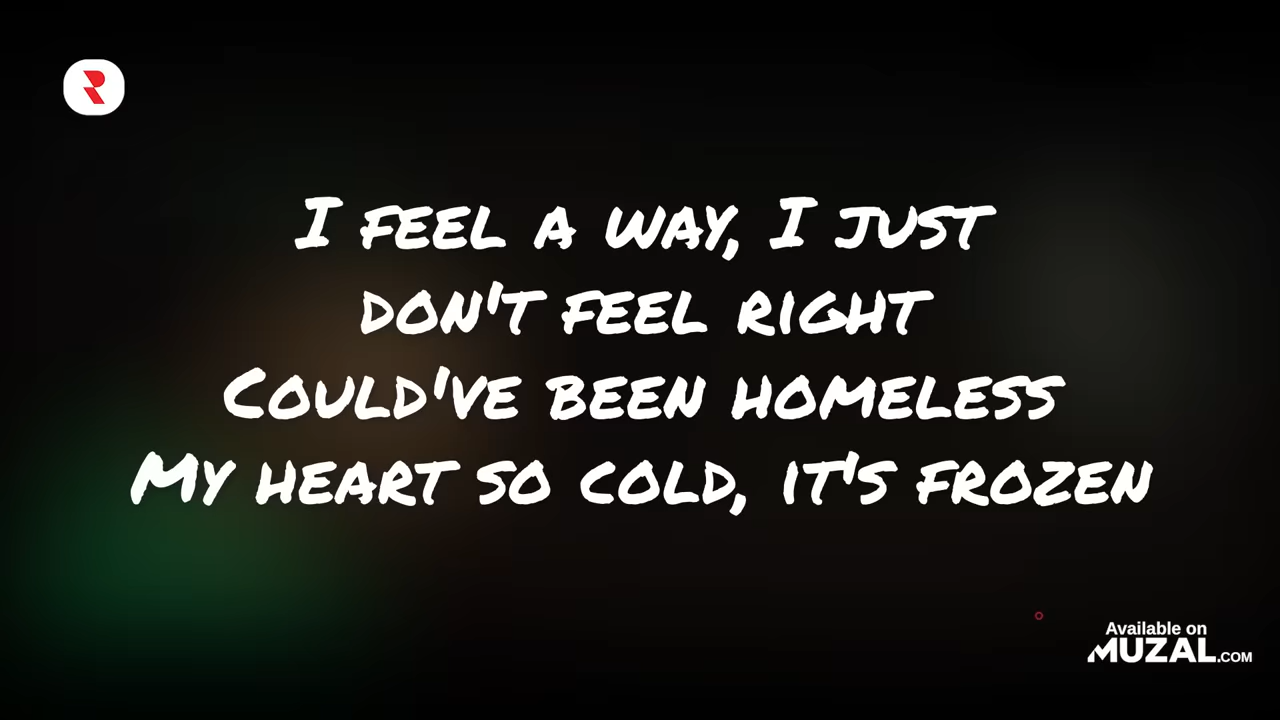 R
I FEEL A WAY, I JUST
DON'T FEEL RIGHT
COULD'VE BEEN HOMELESS
MY HEART SO COLD, IT'S FROZEN
Available on
MUZAL.COM